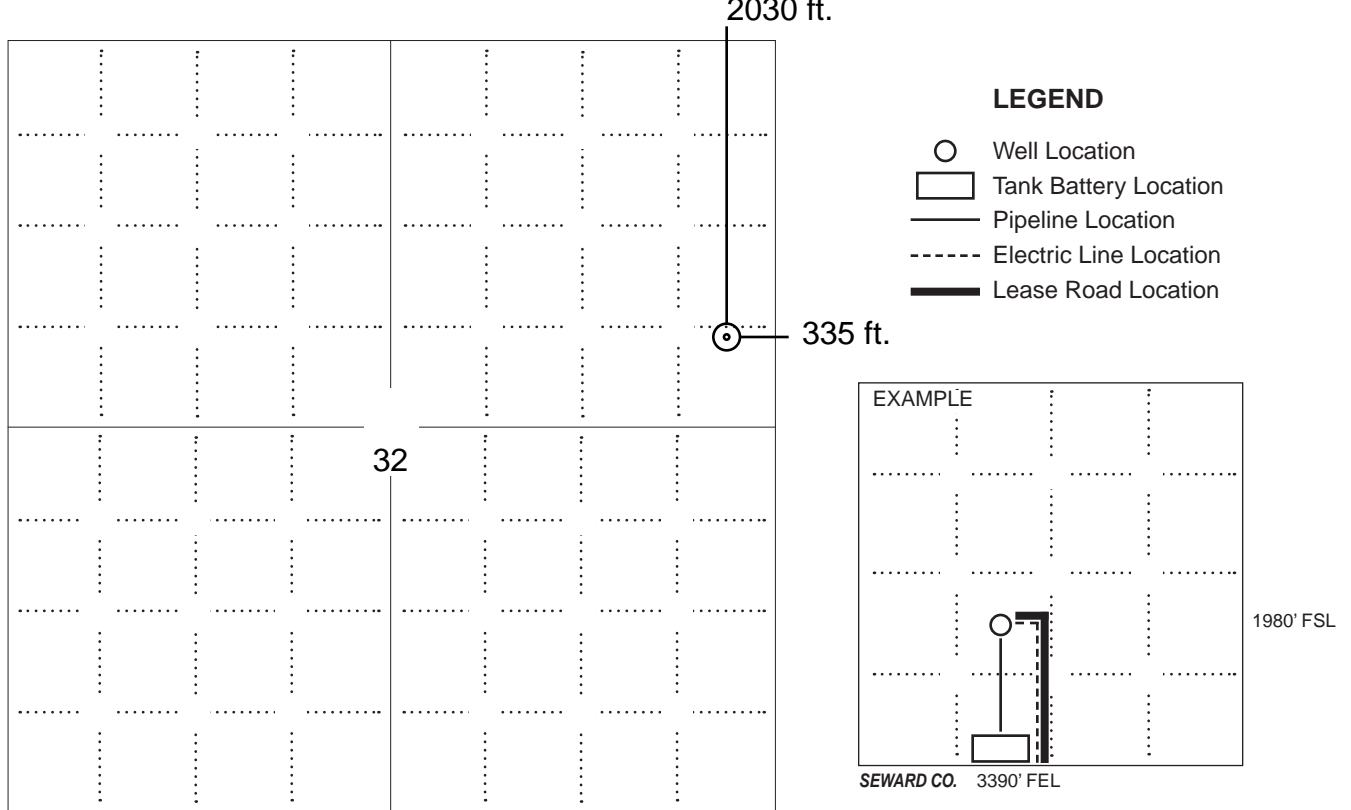 2030 ft.
335 ft.
32
LEGEND
Well Location
Tank Battery Location
Pipeline Location
Electric Line Location
Lease Road Location
EXAMPLE
1980’ FSL
SEWARD CO. 3390’ FEL